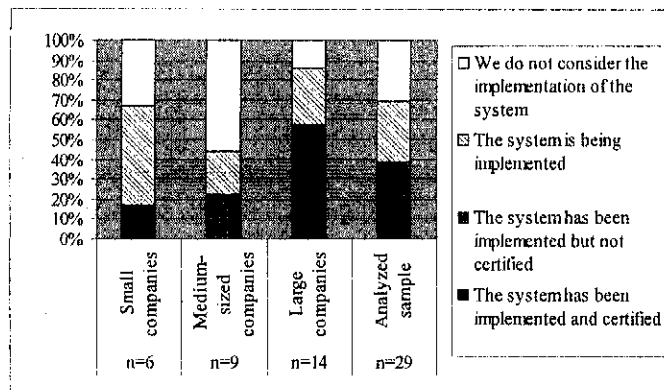 100%
90%
80%
70%
60%
50%
40%
30%
20%
10%
0%
Small
companies
Medium-
sized
companies
Large
companies
Analyzed
sample
n=6
n=9
n=14
n=29
We do not consider the
implementation of the
system
The system is being
implemented
The system has been
implemented but not
certified
The system has been
implemented and certified